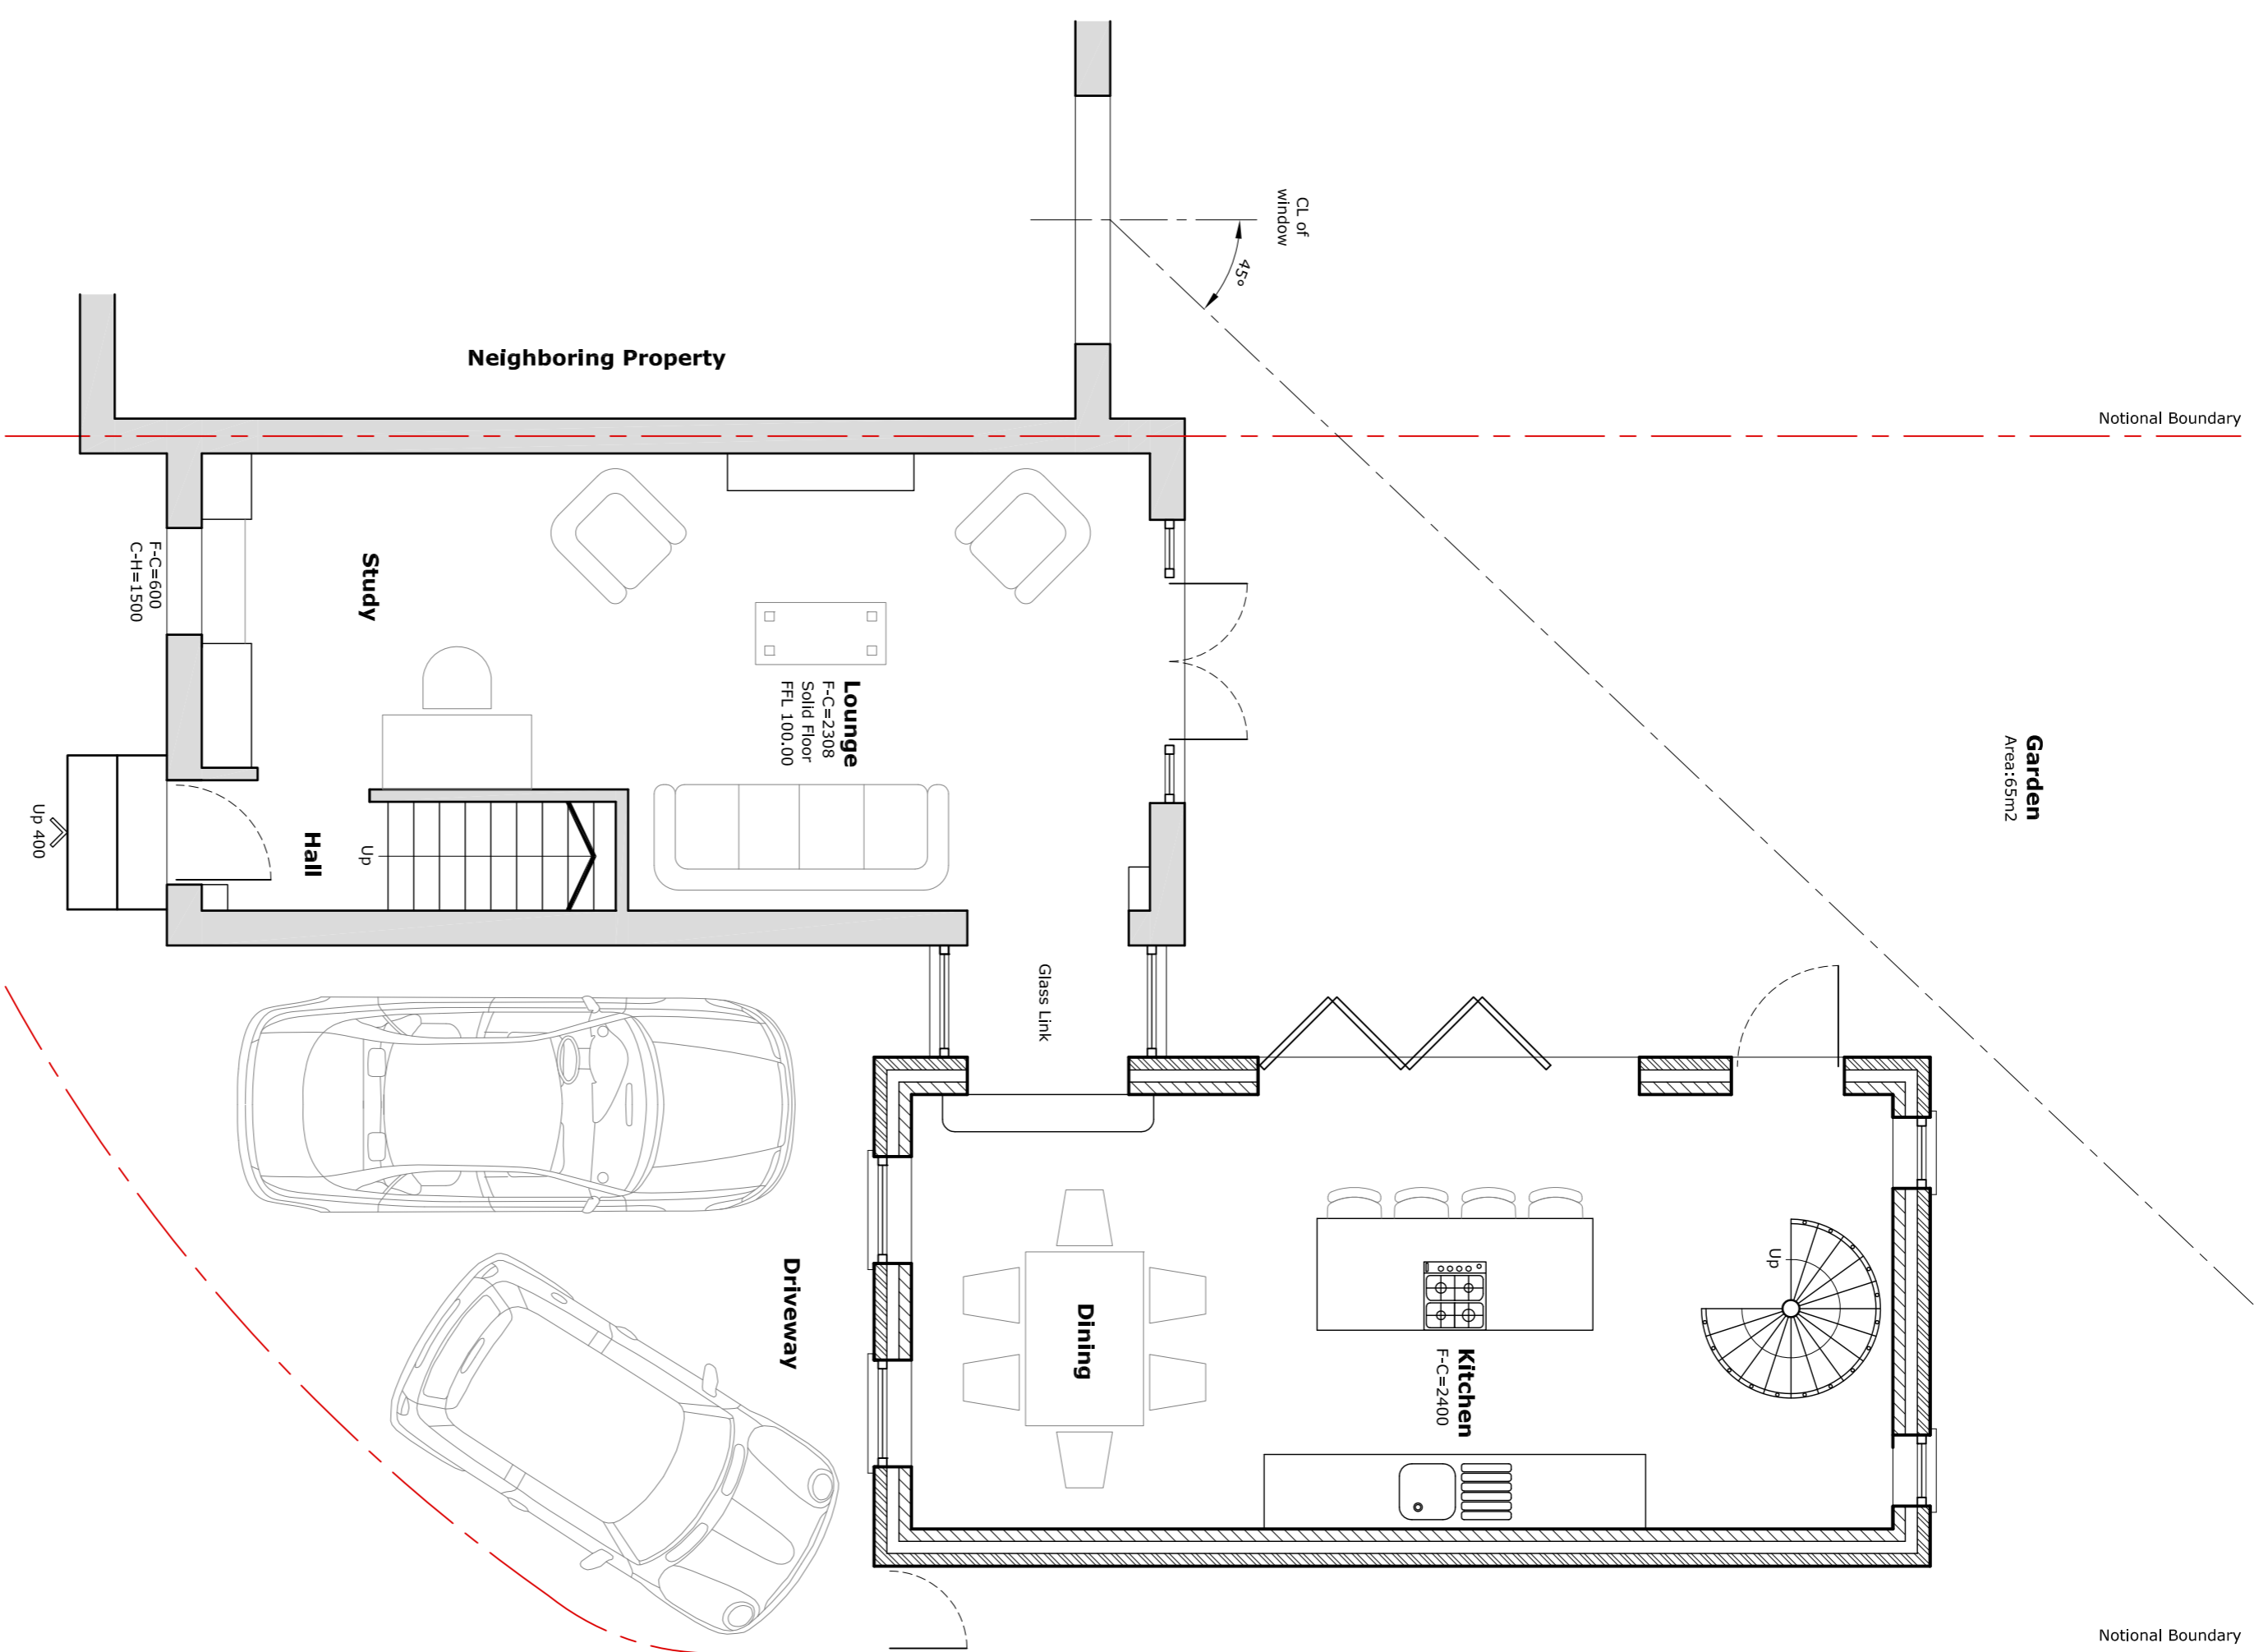 CL of
window
45°
Neighboring Property
Notional Boundary
F-C=600
C-H=1500
Study
Lounge
F-C=2308
Solid Floor
FFL 100.00
Garden
Area:65m2
Up 400
Hall
Up
Glass Link
Driveway
Dining
Kitchen
F-C=2400
Up
Notional Boundary